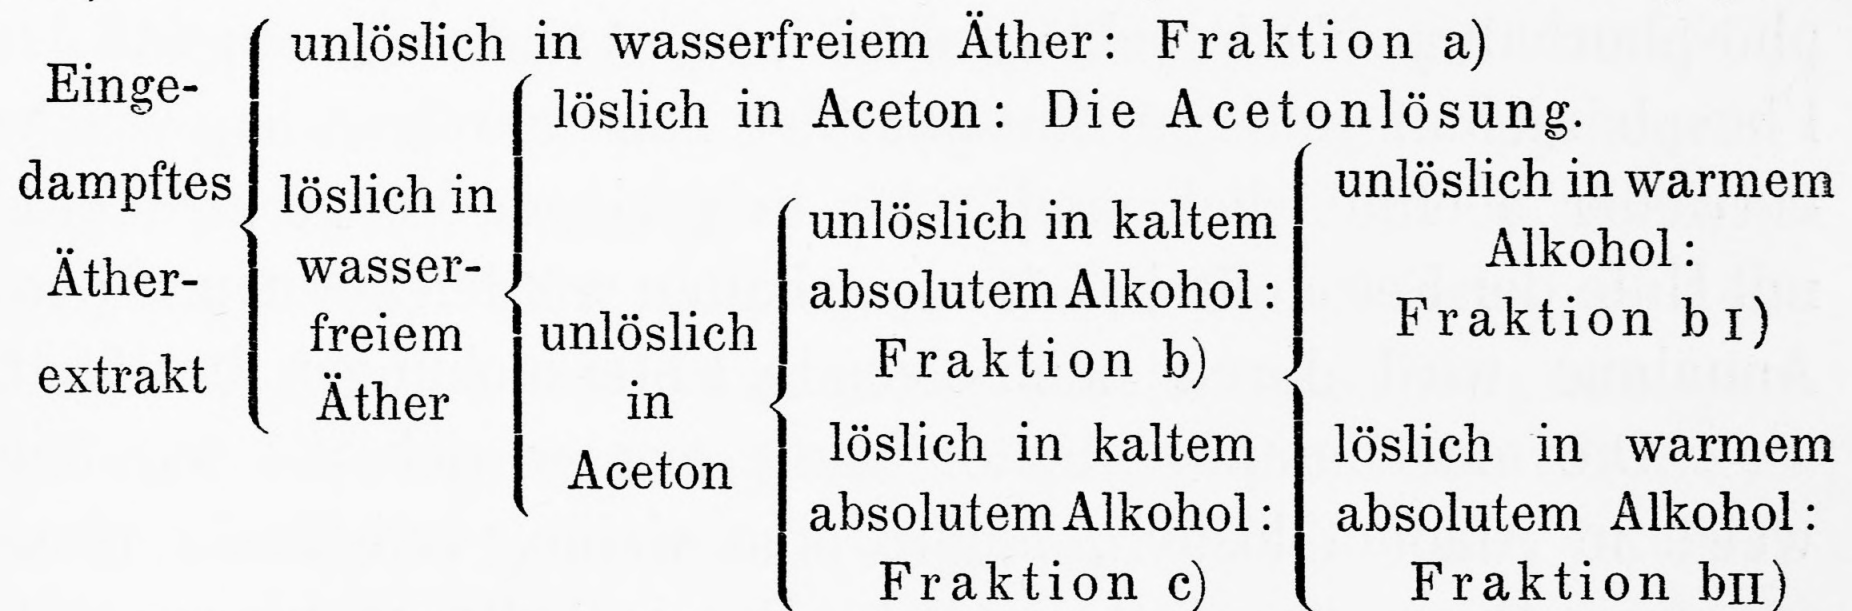 Einge-
dampftes
Äther-
extrakt
unlöslich in wasserfreiem Äther: Fraktion a)
löslich in
wasser-
freiem
Äther
löslich in Aceton: Die Acetonlösung.
unlöslich
in
Aceton
unlöslich in kaltem
absolutem Alkohol:
Fraktion b)
löslich in kaltem
absolutem Alkohol:
Fraktion c)
unlöslich in warmem
Alkohol:
Fraktion bI)
löslich in warmem
absolutem Alkohol:
Fraktion bII)